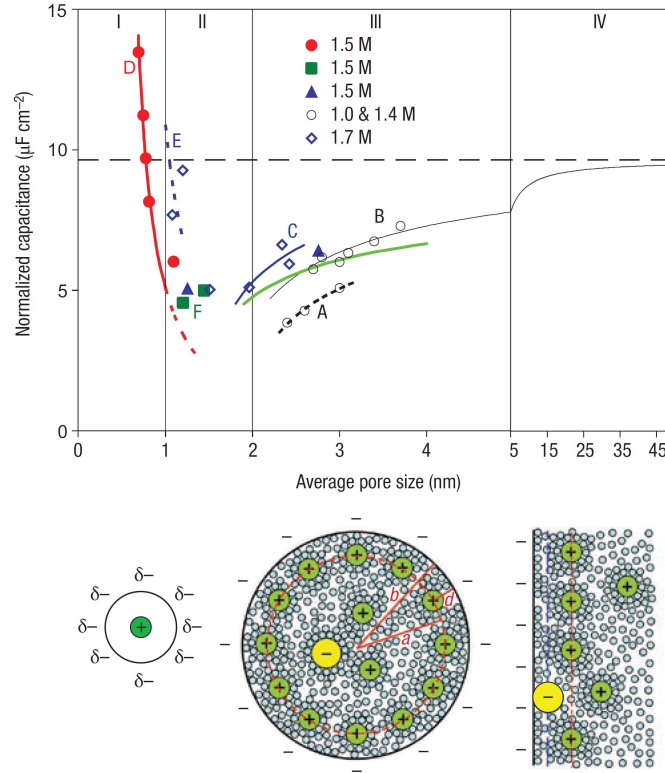 15
10
5
0
Normalized capacitance (μF cm⁻²)
I
II
III
IV
D
E
F
C
B
A
1.5 M
1.5 M
1.5 M
1.0 & 1.4 M
1.7 M
0
1
2
3
4
5
15
25
35
45
Average pore size (nm)
δ–
δ–
δ–
δ–
δ–
δ–
δ–
δ–
+
b
d
a